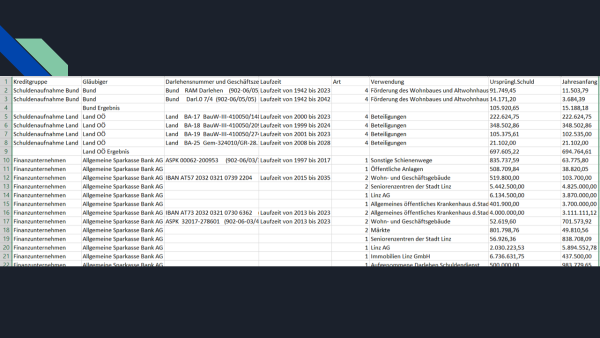 1 Kreditgruppe Gläubiger Darlehensnummer und Geschäftsze Laufzeit Art Verwendung Ursprüngl.Schuld Jahresanfang
2 Schuldenaufnahme Bund Bund Bund RAM Darlehen (902-06/05) Laufzeit von 1942 bis 2023 4 Förderung des Wohnbaues und Altwohnhaus 91.749,45 11.503,79
3 Schuldenaufnahme Bund Bund Bund Darl.0 7/4 (902-06/05/05) Laufzeit von 1942 bis 2042 4 Förderung des Wohnbaues und Altwohnhaus 14.171,20 3.684,39
4 Bund Ergebnis 105.920,65 15.188,18
5 Schuldenaufnahme Land Land OÖ Land BA-17 BauW-III-410050/148 Laufzeit von 2000 bis 2023 4 Beteiligungen 222.624,75 222.624,75
6 Schuldenaufnahme Land Land OÖ Land BA-18 BauW-III-410050/209 Laufzeit von 1999 bis 2024 4 Beteiligungen 348.502,86 348.502,86
7 Schuldenaufnahme Land Land OÖ Land BA-19 BauW-III-410050/274 Laufzeit von 2001 bis 2023 4 Beteiligungen 105.375,61 102.535,00
8 Schuldenaufnahme Land Land OÖ Land BA-25 Gem-324010/GR-28. Laufzeit von 2008 bis 2028 4 Beteiligungen 21.102,00 21.102,00
9 Land OÖ Ergebnis 697.605,22 694.764,61
10 Finanzunternehmen Allgemeine Sparkasse Bank AG ASPK 00062-200953 (902-06/03/ Laufzeit von 1997 bis 2017 1 Sonstige Schienenwege 835.737,59 63.775,80
11 Finanzunternehmen Allgemeine Sparkasse Bank AG 1 Öffentliche Anlagen 508.709,84 38.820,05
12 Finanzunternehmen Allgemeine Sparkasse Bank AG IBAN AT57 2032 0321 0739 2204 Laufzeit von 2015 bis 2035 2 Wohn- und Geschäftsgebäude 519.800,00 103.700,00
13 Finanzunternehmen Allgemeine Sparkasse Bank AG 2 Seniorenzentren der Stadt Linz 5.442.500,00 4.825.000,00
14 Finanzunternehmen Allgemeine Sparkasse Bank AG 1 Linz AG 6.134.500,00 3.870.000,00
15 Finanzunternehmen Allgemeine Sparkasse Bank AG 1 Allgemeines öffentliches Krankenhaus d.Stad 401.900,00 3.700.000,00
16 Finanzunternehmen Allgemeine Sparkasse Bank AG IBAN AT73 2032 0321 0730 6362 Laufzeit von 2013 bis 2023 2 Allgemeines öffentliches Krankenhaus d.Stad 4.000.000,00 3.111.111,12
17 Finanzunternehmen Allgemeine Sparkasse Bank AG ASPK 32017-278601 (902-06/03/4 Laufzeit von 2013 bis 2023 2 Wohn- und Geschäftsgebäude 52.619,60 701.573,92
18 Finanzunternehmen Allgemeine Sparkasse Bank AG 2 Märkte 801.798,76 49.810,56
19 Finanzunternehmen Allgemeine Sparkasse Bank AG 1 Seniorenzentren der Stadt Linz 56.926,36 838.708,09
20 Finanzunternehmen Allgemeine Sparkasse Bank AG 1 Linz AG 2.030.223,53 5.894.552,78
21 Finanzunternehmen Allgemeine Sparkasse Bank AG 1 Immobilien Linz GmbH 6.736.631,75 437.500,00
22 Finanzunternehmen Allgemeine Sparkasse Bank AG 1 Aufgenommene Darlehen Schuldendienst 500.000,00 983.779,65